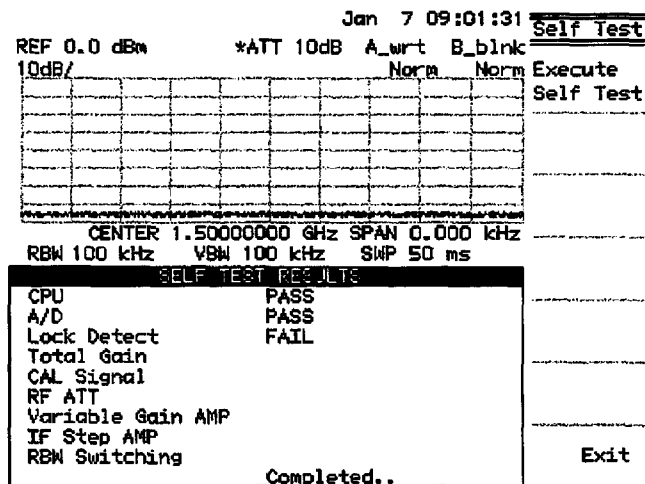 Jan 7 09:01:31
Self Test
REF 0.0 dBm *ATT 10dB A_wrt B_blnk
10dB/ Norm Norm
Execute
Self Test
CENTER 1.50000000 GHz SPAN 0.000 kHz
RBW 100 kHz VBW 100 kHz SWP 50 ms
SELF TEST RESULTS
CPU PASS
A/D PASS
Lock Detect FAIL
Total Gain
CAL Signal
RF ATT
Variable Gain AMP
IF Step AMP
RBW Switching
Completed..
Exit